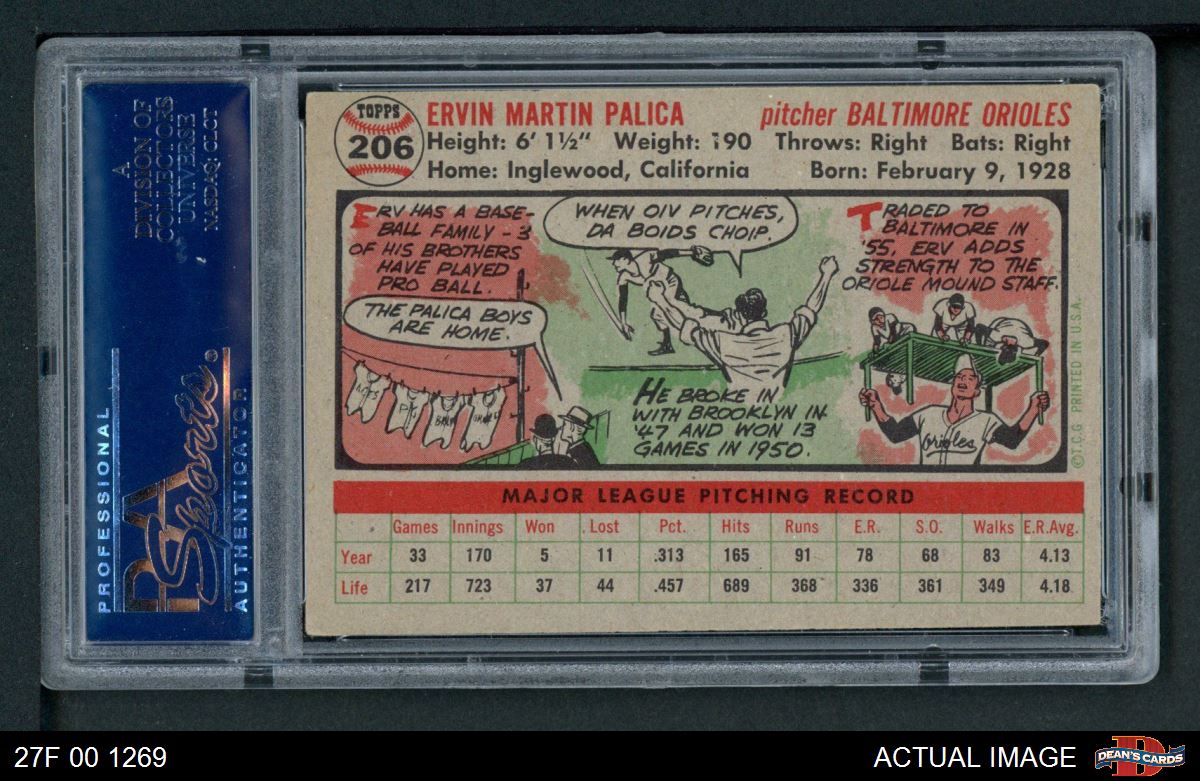 A
DIVISION OF
COLLECTORS
UNIVERSE
NASDAQ: CLCT
PROFESSIONAL
PSA
Sports
®
AUTHENTICATOR
TOPPS
206
ERVIN MARTIN PALICA pitcher BALTIMORE ORIOLES
Height: 6' 1½" Weight: 190 Throws: Right Bats: Right
Home: Inglewood, California Born: February 9, 1928
ERV HAS A BASE-
BALL FAMILY - 3
OF HIS BROTHERS
HAVE PLAYED
PRO BALL.
THE PALICA BOYS
ARE HOME.
WHEN OIV PITCHES,
DA BOIDS CHOIP.
HE BROKE IN
WITH BROOKLYN IN
'47 AND WON 13
GAMES IN 1950.
TRADED TO
BALTIMORE IN
'55, ERV ADDS
STRENGTH TO THE
ORIOLE MOUND STAFF.
Orioles
©T.C.G. PRINTED IN U.S.A.
MAJOR LEAGUE PITCHING RECORD
Games Innings Won Lost Pct. Hits Runs E.R. S.O. Walks E.R.Avg.
Year 33 170 5 11 .313 165 91 78 68 83 4.13
Life 217 723 37 44 .457 689 368 336 361 349 4.18
27F 00 1269
ACTUAL IMAGE
D
DEAN'S CARDS